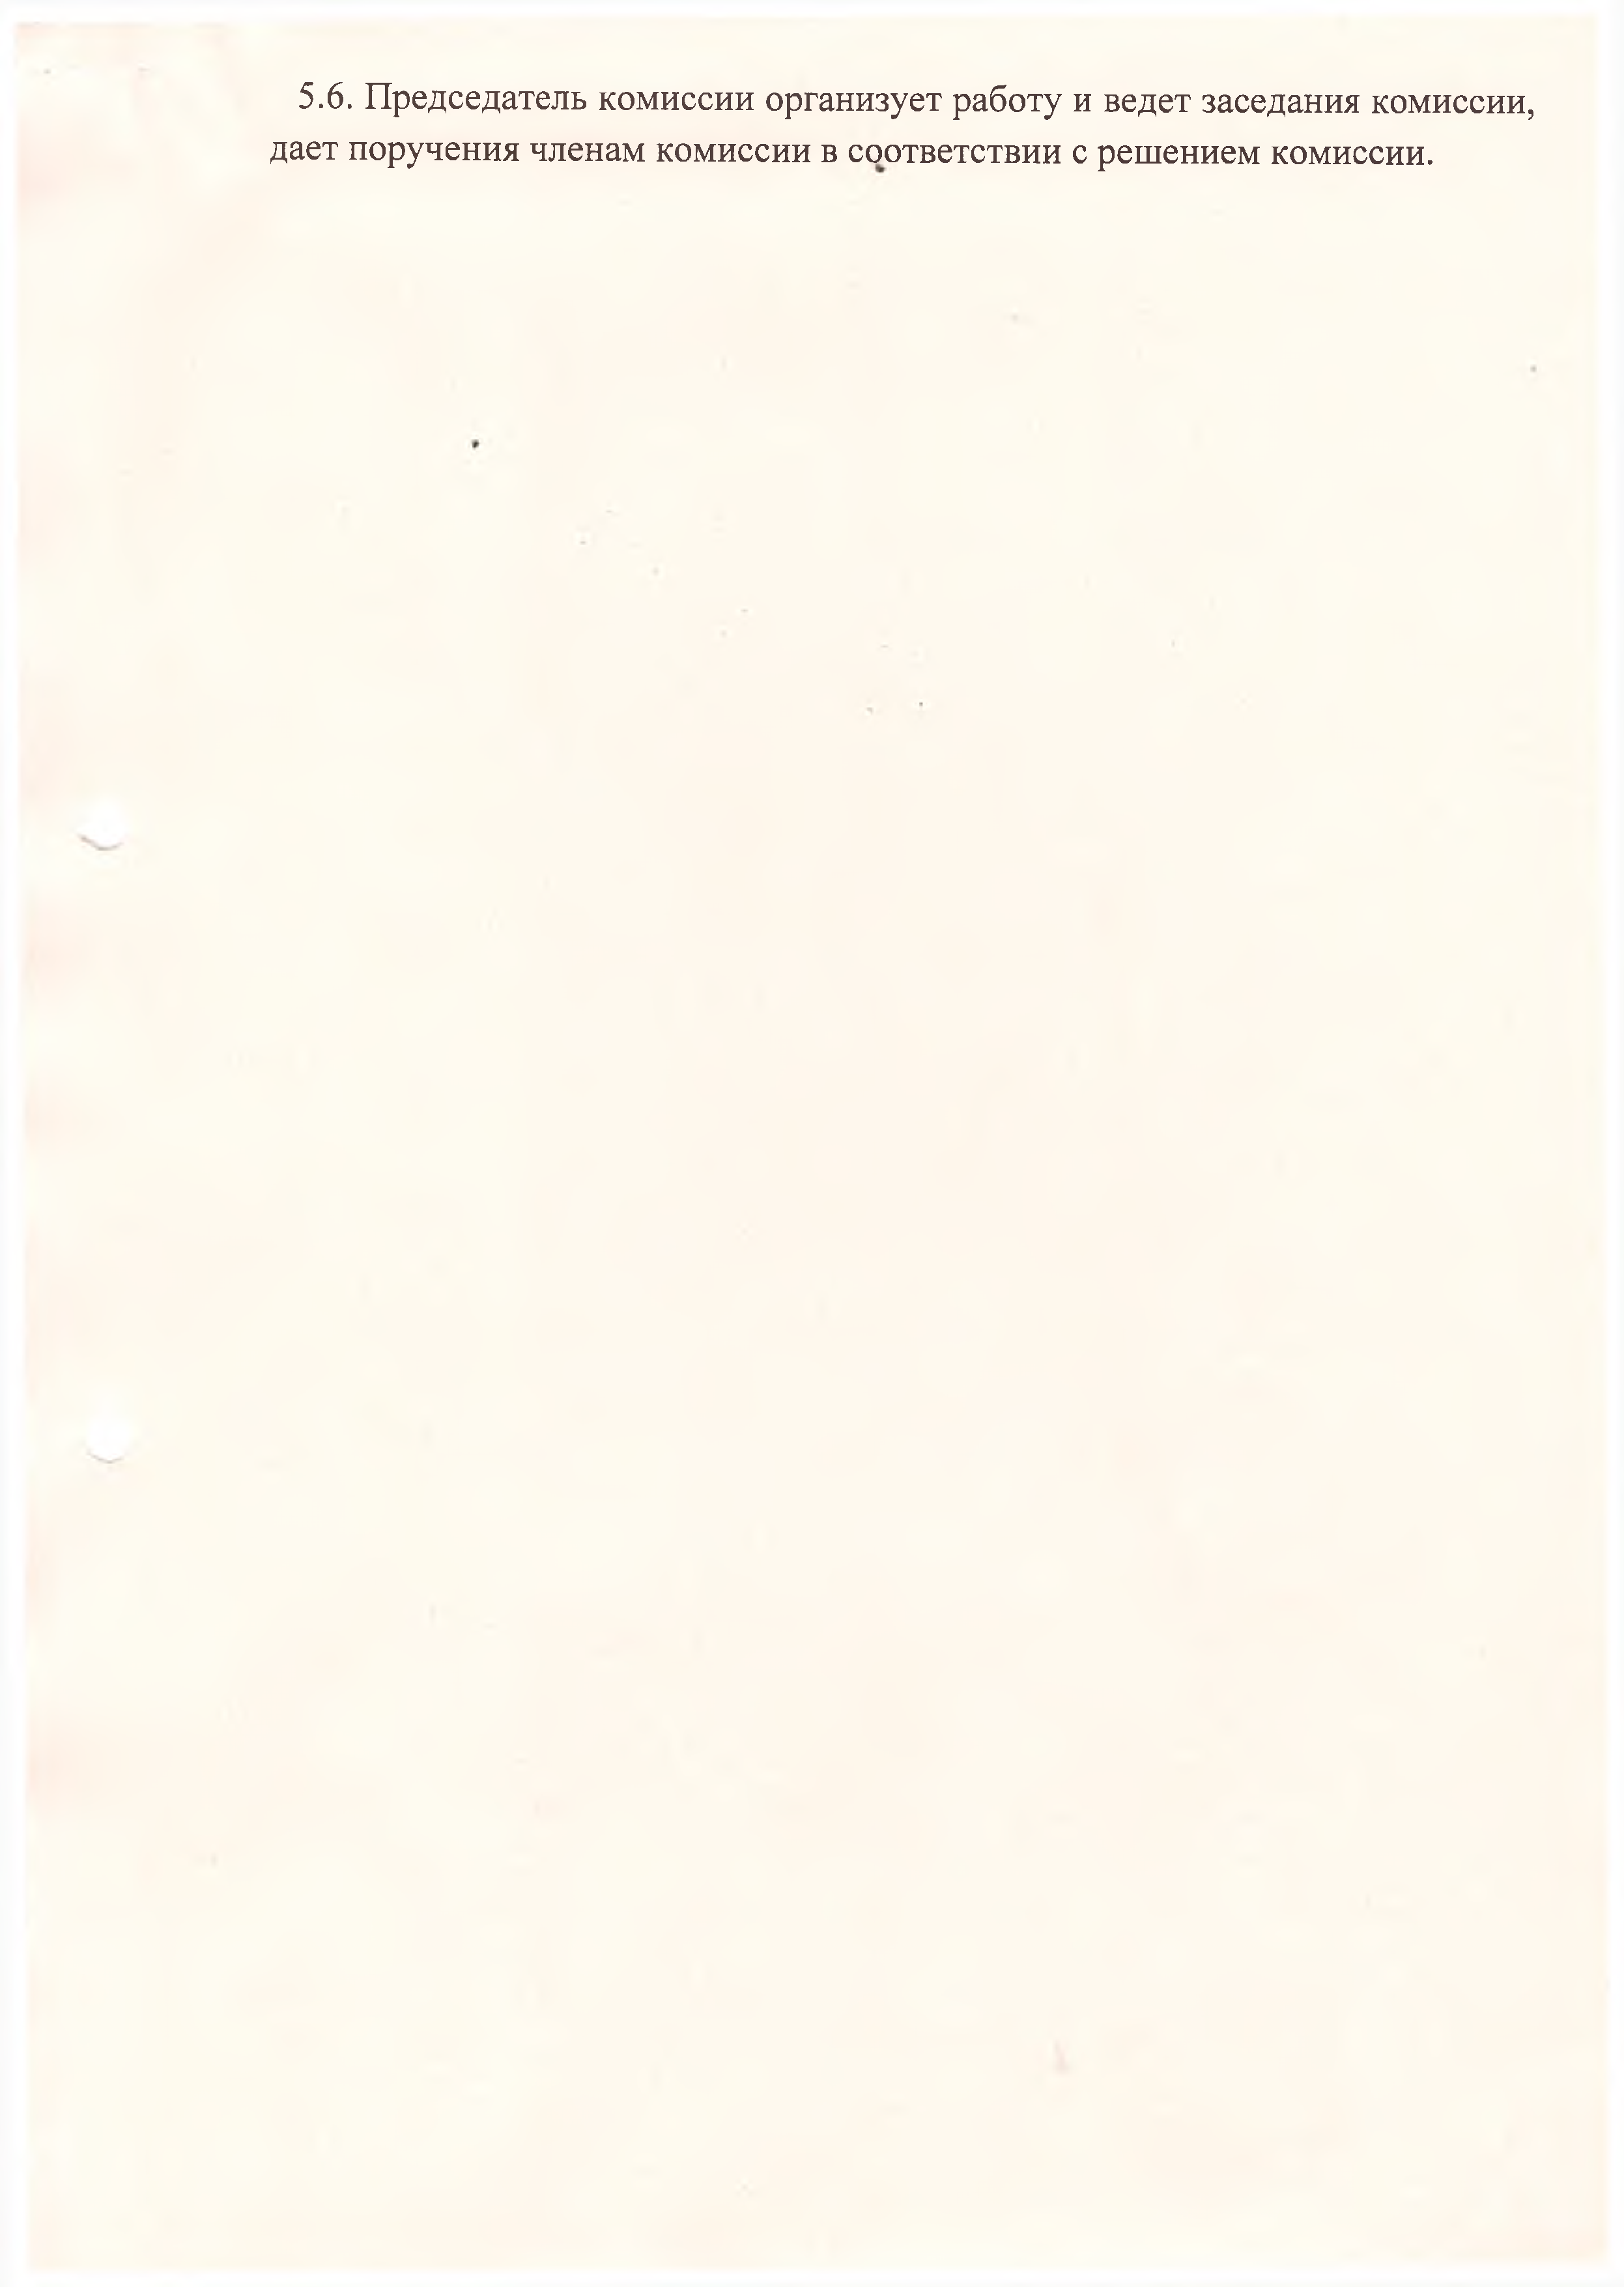 5.6. Председатель комиссии организует работу и ведет заседания комиссии,
дает поручения членам комиссии в соответствии с решением комиссии.